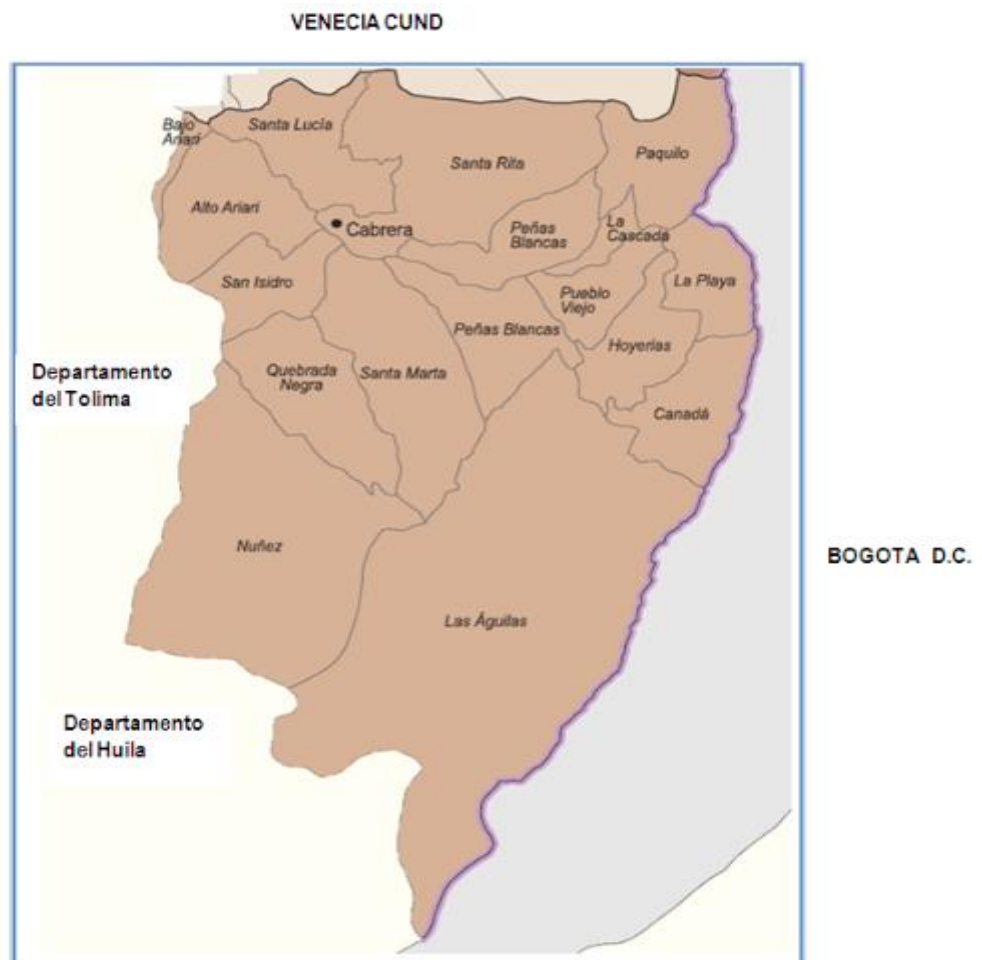 VENECIA CUND
Bajo
Ariari
Santa Lucía
Santa Rita
Paquilo
Alto Ariari
Cabrera
Peñas
Blancas
La
Cascada
San Isidro
Pueblo
Viejo
La Playa
Peñas Blancas
Hoyerias
Departamento
del Tolima
Quebrada
Negra
Santa Marta
Canadá
Nuñez
BOGOTA D.C.
Las Águilas
Departamento
del Huila